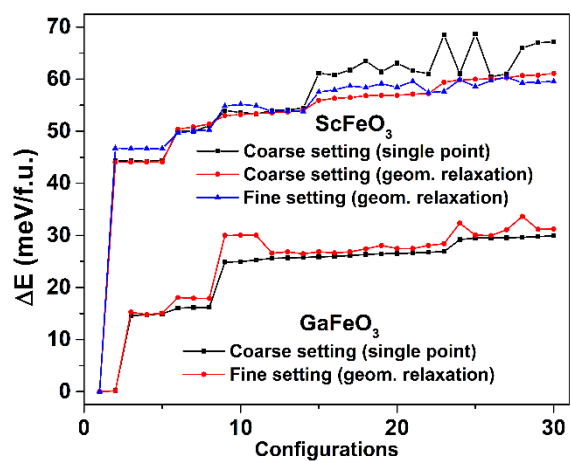 70
60
50
40
30
20
10
0
ΔE (meV/f.u.)
ScFeO3
Coarse setting (single point)
Coarse setting (geom. relaxation)
Fine setting (geom. relaxation)
GaFeO3
Coarse setting (single point)
Fine setting (geom. relaxation)
0 10 20 30
Configurations